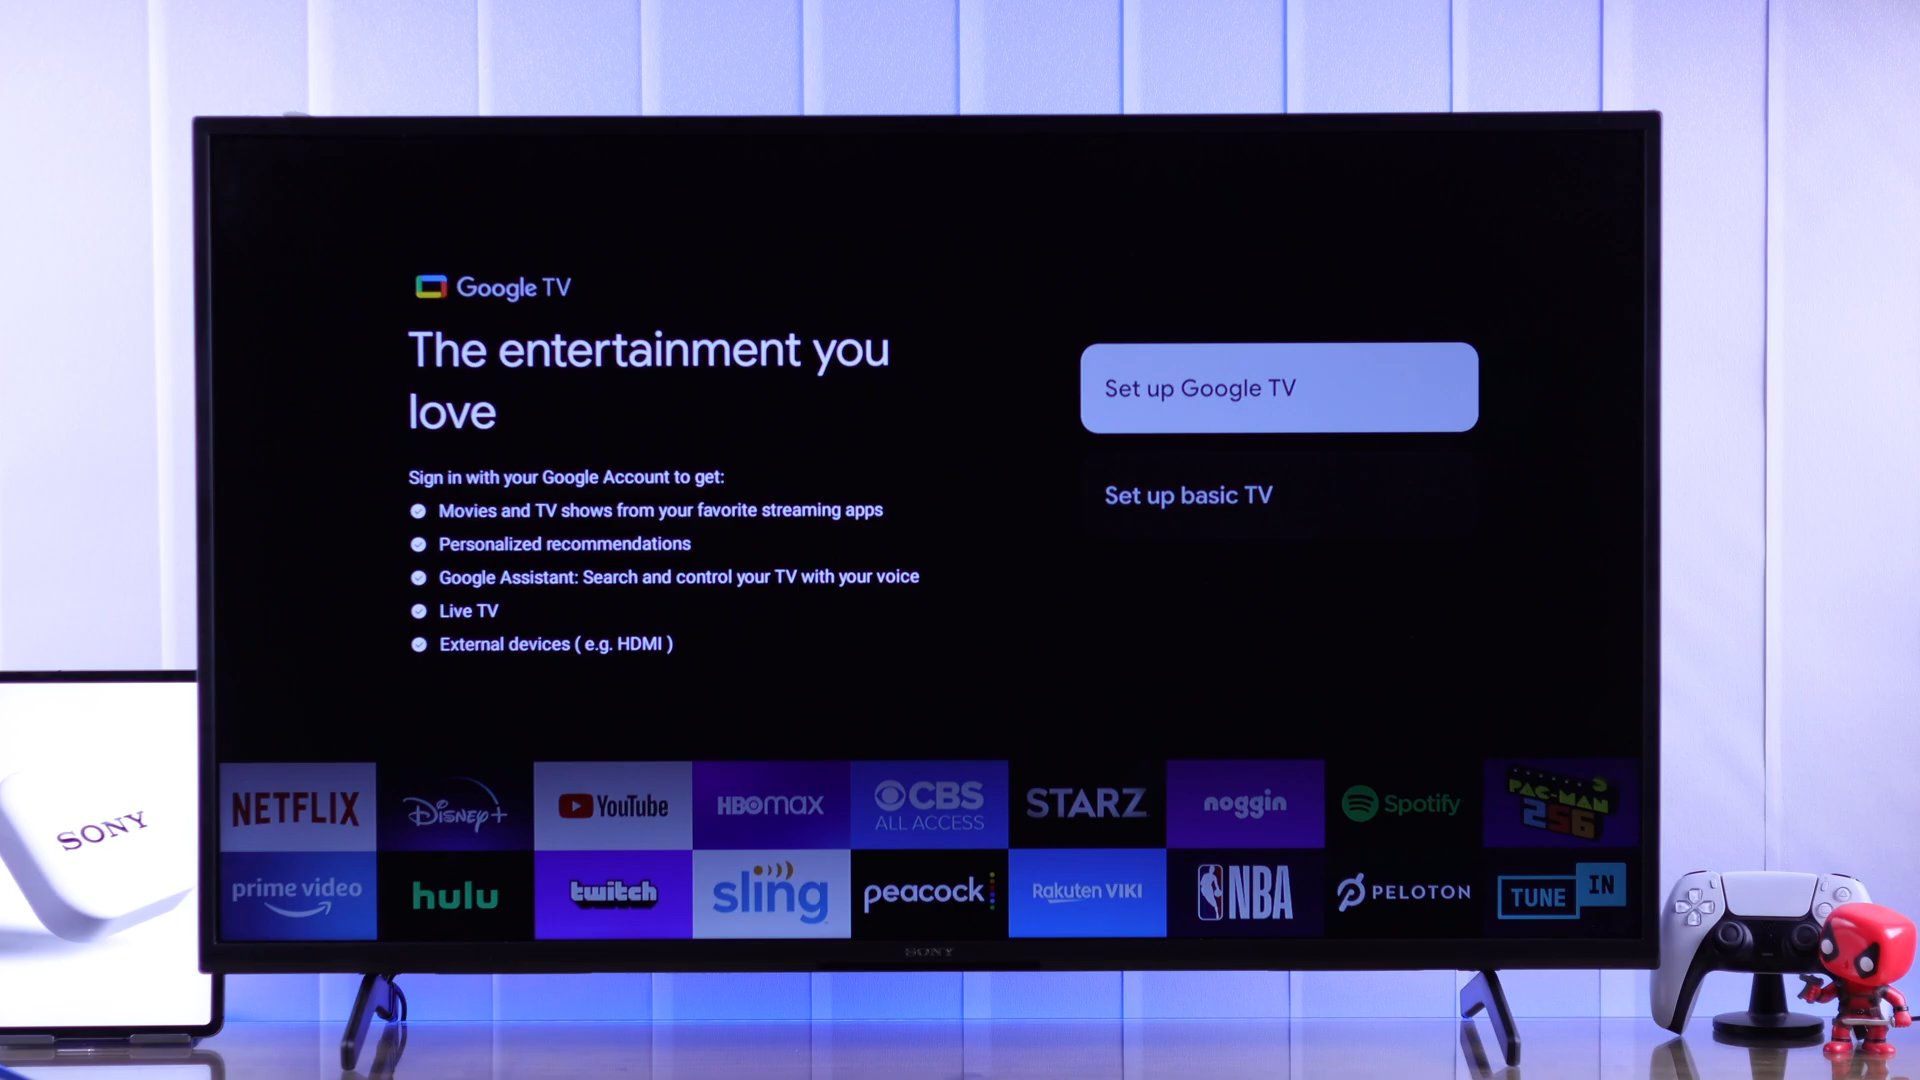 Google TV
The entertainment you
love
Sign in with your Google Account to get:
Movies and TV shows from your favorite streaming apps
Personalized recommendations
Google Assistant: Search and control your TV with your voice
Live TV
External devices ( e.g. HDMI )
Set up Google TV
Set up basic TV
NETFLIX
Disney+
YouTube
HBOMAX
CBS
ALL ACCESS
STARZ
noggin
Spotify
PAC-MAN
256
prime video
hulu
twitch
sling
peacock
Rakuten VIKI
NBA
PELOTON
TUNE IN
SONY
SONY